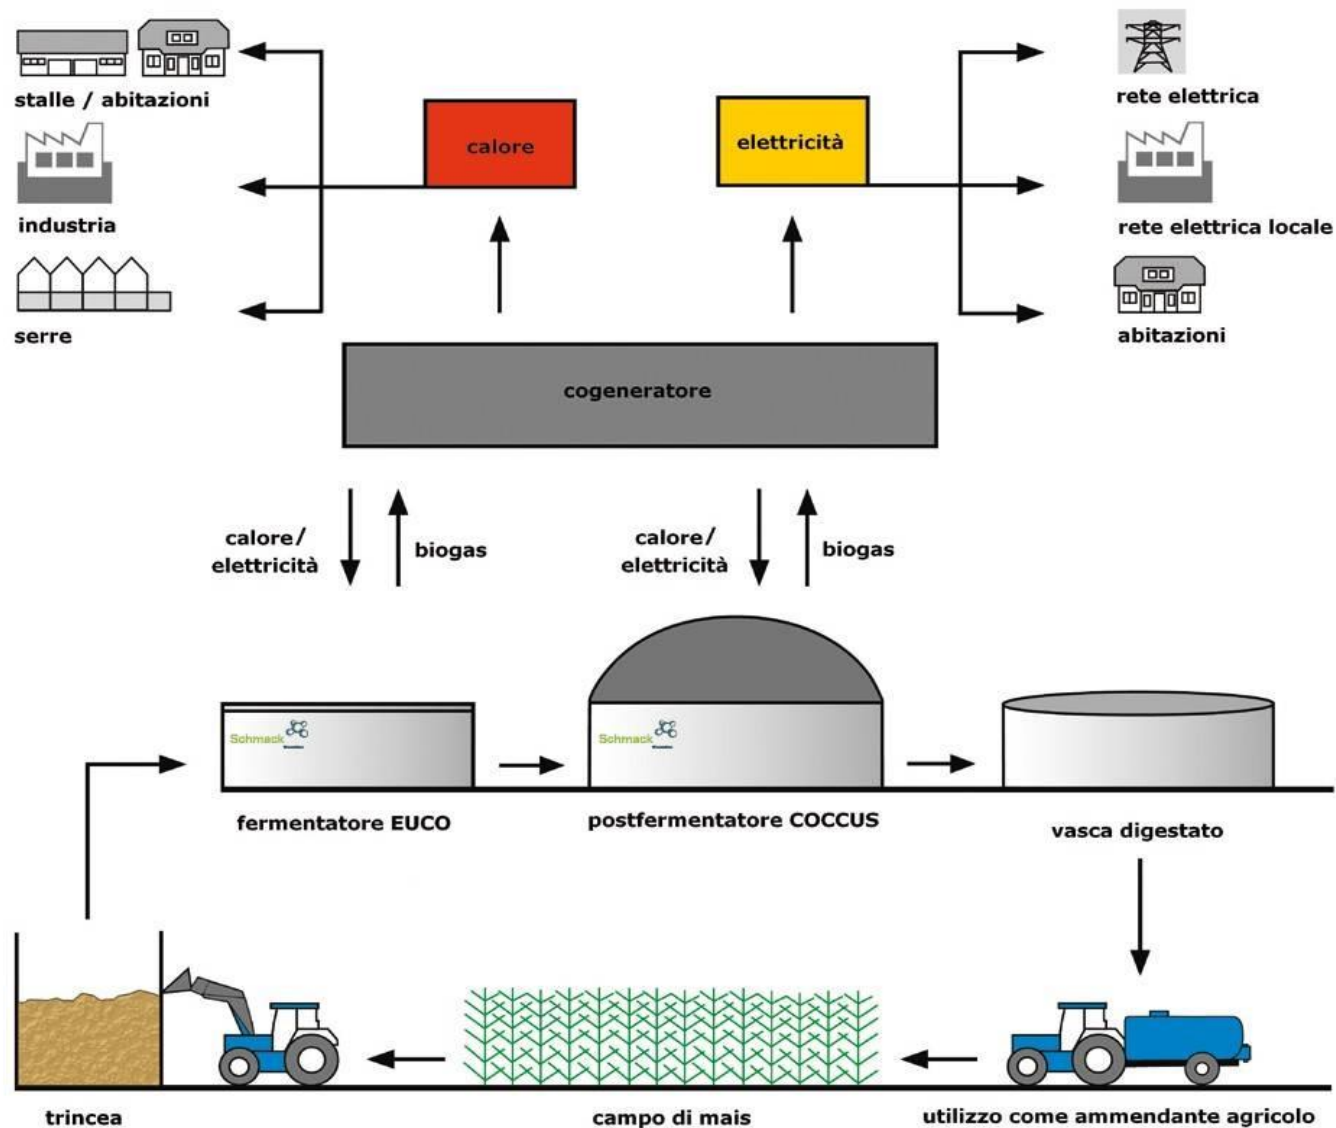 stalle / abitazioni
industria
serre
calore
elettricità
rete elettrica
rete elettrica locale
abitazioni
cogeneratore
calore/
elettricità
biogas
calore/
elettricità
biogas
Schmack
Schmack
fermentatore EUCO
postfermentatore COCCUS
vasca digestato
trincea
campo di mais
utilizzo come ammendante agricolo